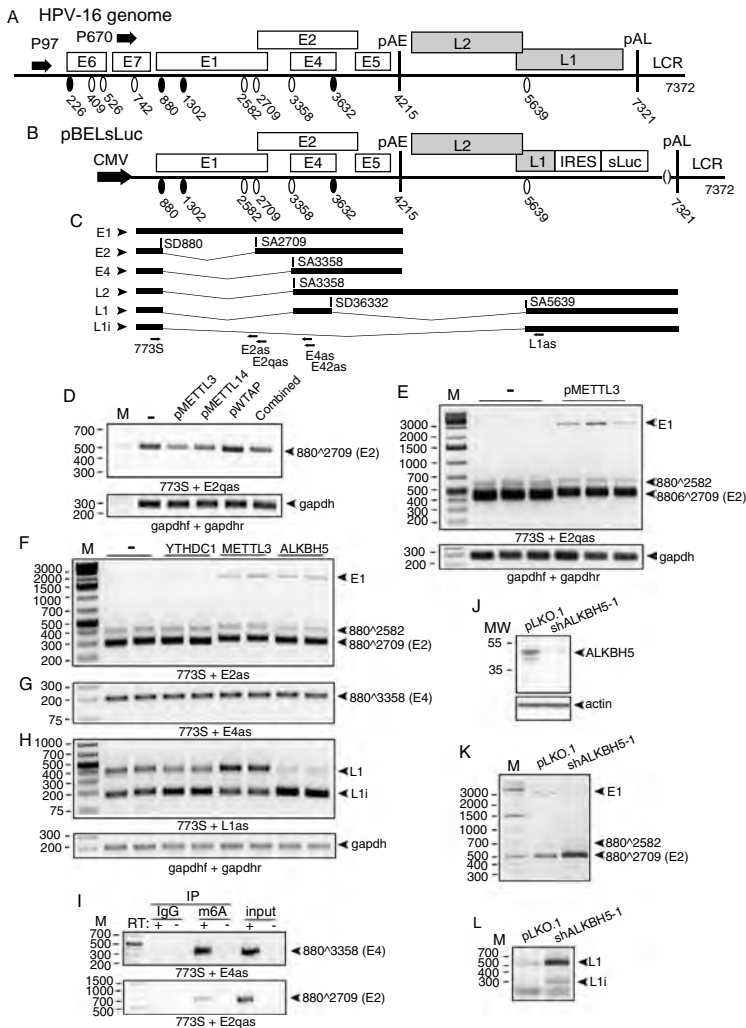 A HPV-16 genome
P97 P670 E6 E7 E1 E2 E4 E5 pAE L2 L1 pAL LCR
226 409 526 742 880 1302 2582 2709 3358 3632 4215 5639 7321 7372
B pBELsLuc
CMV E1 E2 E4 E5 pAE L2 L1 IRES sLuc pAL LCR
880 1302 2582 2709 3358 3632 4215 5639 7321 7372
C
E1
SD880 SA2709
E2
SA3358
E4
SA3358
L2
SD36332 SA5639
L1
L1i
773S E2as E2qas E4as E42as L1as
D
M - pMETTL3 pMETTL14 pWTAP Combined
700
500
300
880^2709 (E2)
773S + E2qas
300
200
gapdh
gapdhf + gapdhr
E
M - pMETTL3
3000
2000
1500
1000
700
500
400
300
200
E1
880^2582
8806^2709 (E2)
773S + E2qas
300
200
gapdh
gapdhf + gapdhr
F
M - YTHDC1 METTL3 ALKBH5
3000
2000
1500
1000
700
500
400
300
200
E1
880^2582
880^2709 (E2)
773S + E2as
G
300
200
75
880^3358 (E4)
773S + E4as
H
1000
700
500
400
300
200
75
L1
L1i
773S + L1as
300
200
gapdh
gapdhf + gapdhr
I
IP
IgG m6A input
M RT: + - + - + -
700
500
400
300
200
880^3358 (E4)
773S + E4as
1500
1000
700
500
880^2709 (E2)
773S + E2qas
J
MW pLKO.1 shALKBH5-1
55
35
ALKBH5
actin
K
M pLKO.1 shALKBH5-1
3000
1500
1000
700
500
400
300
E1
880^2582
880^2709 (E2)
L
M pLKO.1 shALKBH5-1
700
500
300
L1
L1i